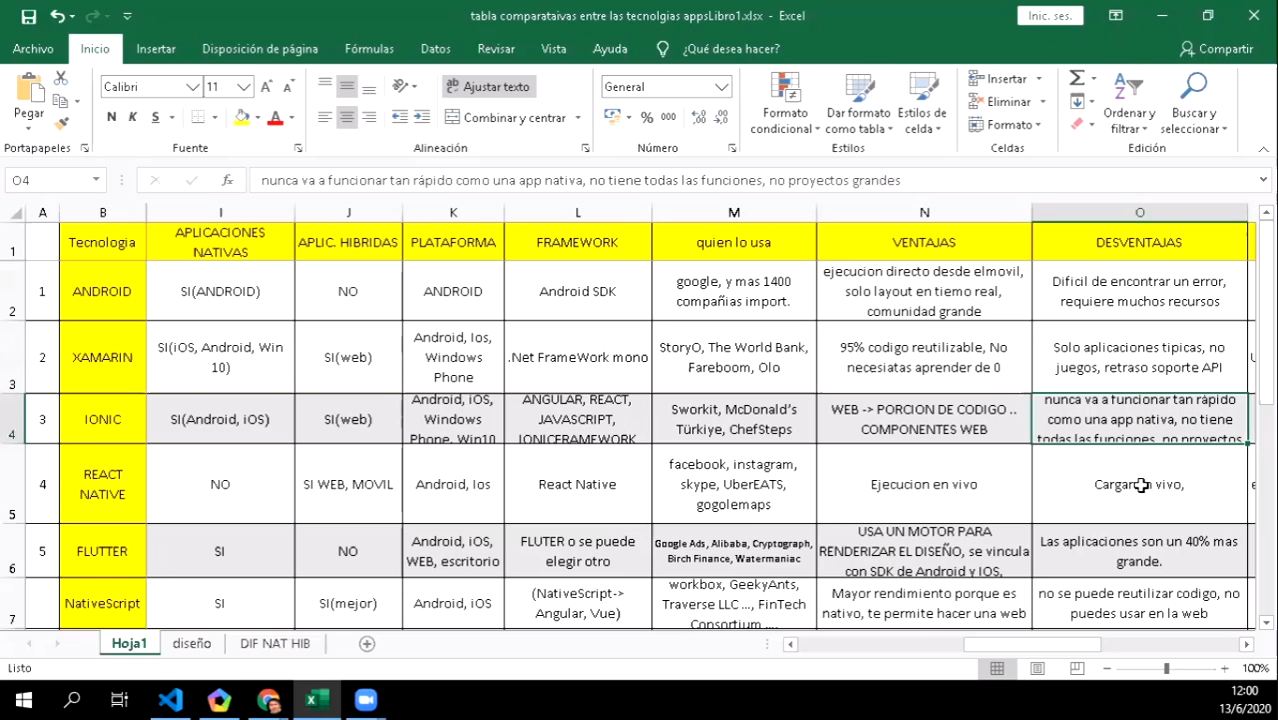 tabla comparataivas entre las tecnolgias appsLibro1.xlsx - Excel
Inic. ses.
Archivo Inicio Insertar Disposición de página Fórmulas Datos Revisar Vista Ayuda ¿Qué desea hacer? Compartir
Pegar
Portapapeles
Calibri 11
N K S
Fuente
Ajustar texto
Combinar y centrar
Alineación
General
% 000
Número
Formato condicional
Dar formato como tabla
Estilos de celda
Estilos
Insertar
Eliminar
Formato
Celdas
Ordenar y filtrar
Buscar y seleccionar
Edición
O4 fx nunca va a funcionar tan rápido como una app nativa, no tiene todas las funciones, no proyectos grandes
A B I J K L M N O
1 Tecnologia APLICACIONES NATIVAS APLIC. HIBRIDAS PLATAFORMA FRAMEWORK quien lo usa VENTAJAS DESVENTAJAS
2 1 ANDROID SI(ANDROID) NO ANDROID Android SDK google, y mas 1400 compañias import. ejecucion directo desde elmovil, solo layout en tiemo real, comunidad grande Dificil de encontrar un error, requiere muchos recursos
3 2 XAMARIN SI(iOS, Android, Win 10) SI(web) Android, Ios, Windows Phone .Net FrameWork mono StoryO, The World Bank, Fareboom, Olo 95% codigo reutilizable, No necesiatas aprender de 0 Solo aplicaciones tipicas, no juegos, retraso soporte API
4 3 IONIC SI(Android, iOS) SI(web) Android, iOS, Windows Phone, Win10 ANGULAR, REACT, JAVASCRIPT, IONICFRAMEWORK Sworkit, McDonald's Türkiye, ChefSteps WEB -> PORCION DE CODIGO .. COMPONENTES WEB nunca va a funcionar tan rápido como una app nativa, no tiene todas las funciones, no proyectos
5 4 REACT NATIVE NO SI WEB, MOVIL Android, Ios React Native facebook, instagram, skype, UberEATS, gogolemaps Ejecucion en vivo Cargar en vivo,
6 5 FLUTTER SI NO Android, iOS, WEB, escritorio FLUTER o se puede elegir otro Google Ads, Alibaba, Cryptograph, Birch Finance, Watermaniac USA UN MOTOR PARA RENDERIZAR EL DISEÑO, se vincula con SDK de Android y IOS, Las aplicaciones son un 40% mas grande.
7 NativeScript SI SI(mejor) Android, iOS (NativeScript-> Angular, Vue) workbox, GeekyAnts, Traverse LLC ..., FinTech Consortium .... Mayor rendimiento porque es nativo, te permite hacer una web no se puede reutilizar codigo, no puedes usar en la web
Hoja1 diseño DIF NAT HIB
Listo 100%
12:00
13/6/2020